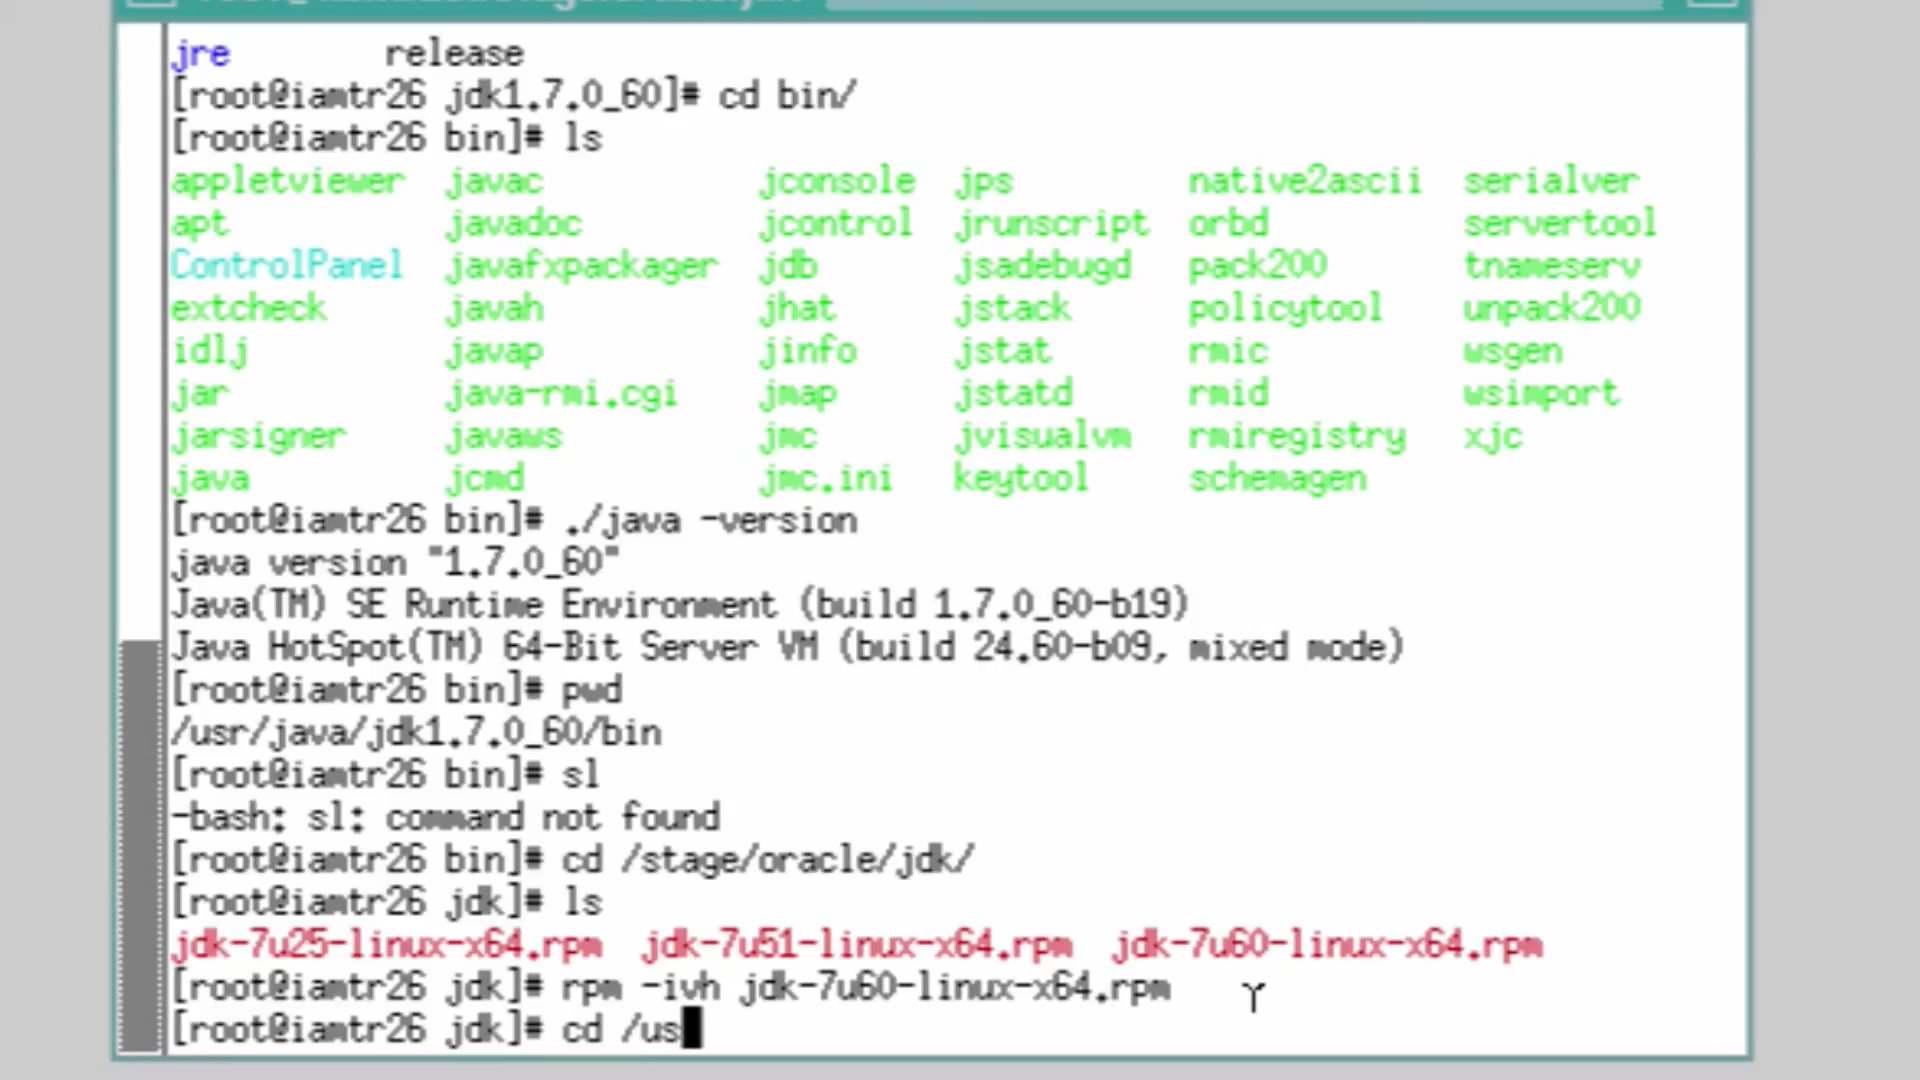 jre        release
[root@iamtr26 jdk1.7.0_60]# cd bin/
[root@iamtr26 bin]# ls
appletviewer  javac           jconsole  jps         native2ascii  serialver
apt           javadoc         jcontrol  jrunscript  orbd          servertool
ControlPanel  javafxpackager  jdb       jsadebugd   pack200       tnameserv
extcheck      javah           jhat      jstack      policytool    unpack200
idlj          javap           jinfo     jstat       rmic          wsgen
jar           java-rmi.cgi    jmap      jstatd      rmid          wsimport
jarsigner     javaws          jmc       jvisualvm   rmiregistry   xjc
java          jcmd            jmc.ini   keytool     schemagen
[root@iamtr26 bin]# ./java -version
java version "1.7.0_60"
Java(TM) SE Runtime Environment (build 1.7.0_60-b19)
Java HotSpot(TM) 64-Bit Server VM (build 24.60-b09, mixed mode)
[root@iamtr26 bin]# pwd
/usr/java/jdk1.7.0_60/bin
[root@iamtr26 bin]# sl
-bash: sl: command not found
[root@iamtr26 bin]# cd /stage/oracle/jdk/
[root@iamtr26 jdk]# ls
jdk-7u25-linux-x64.rpm  jdk-7u51-linux-x64.rpm  jdk-7u60-linux-x64.rpm
[root@iamtr26 jdk]# rpm -ivh jdk-7u60-linux-x64.rpm
[root@iamtr26 jdk]# cd /us